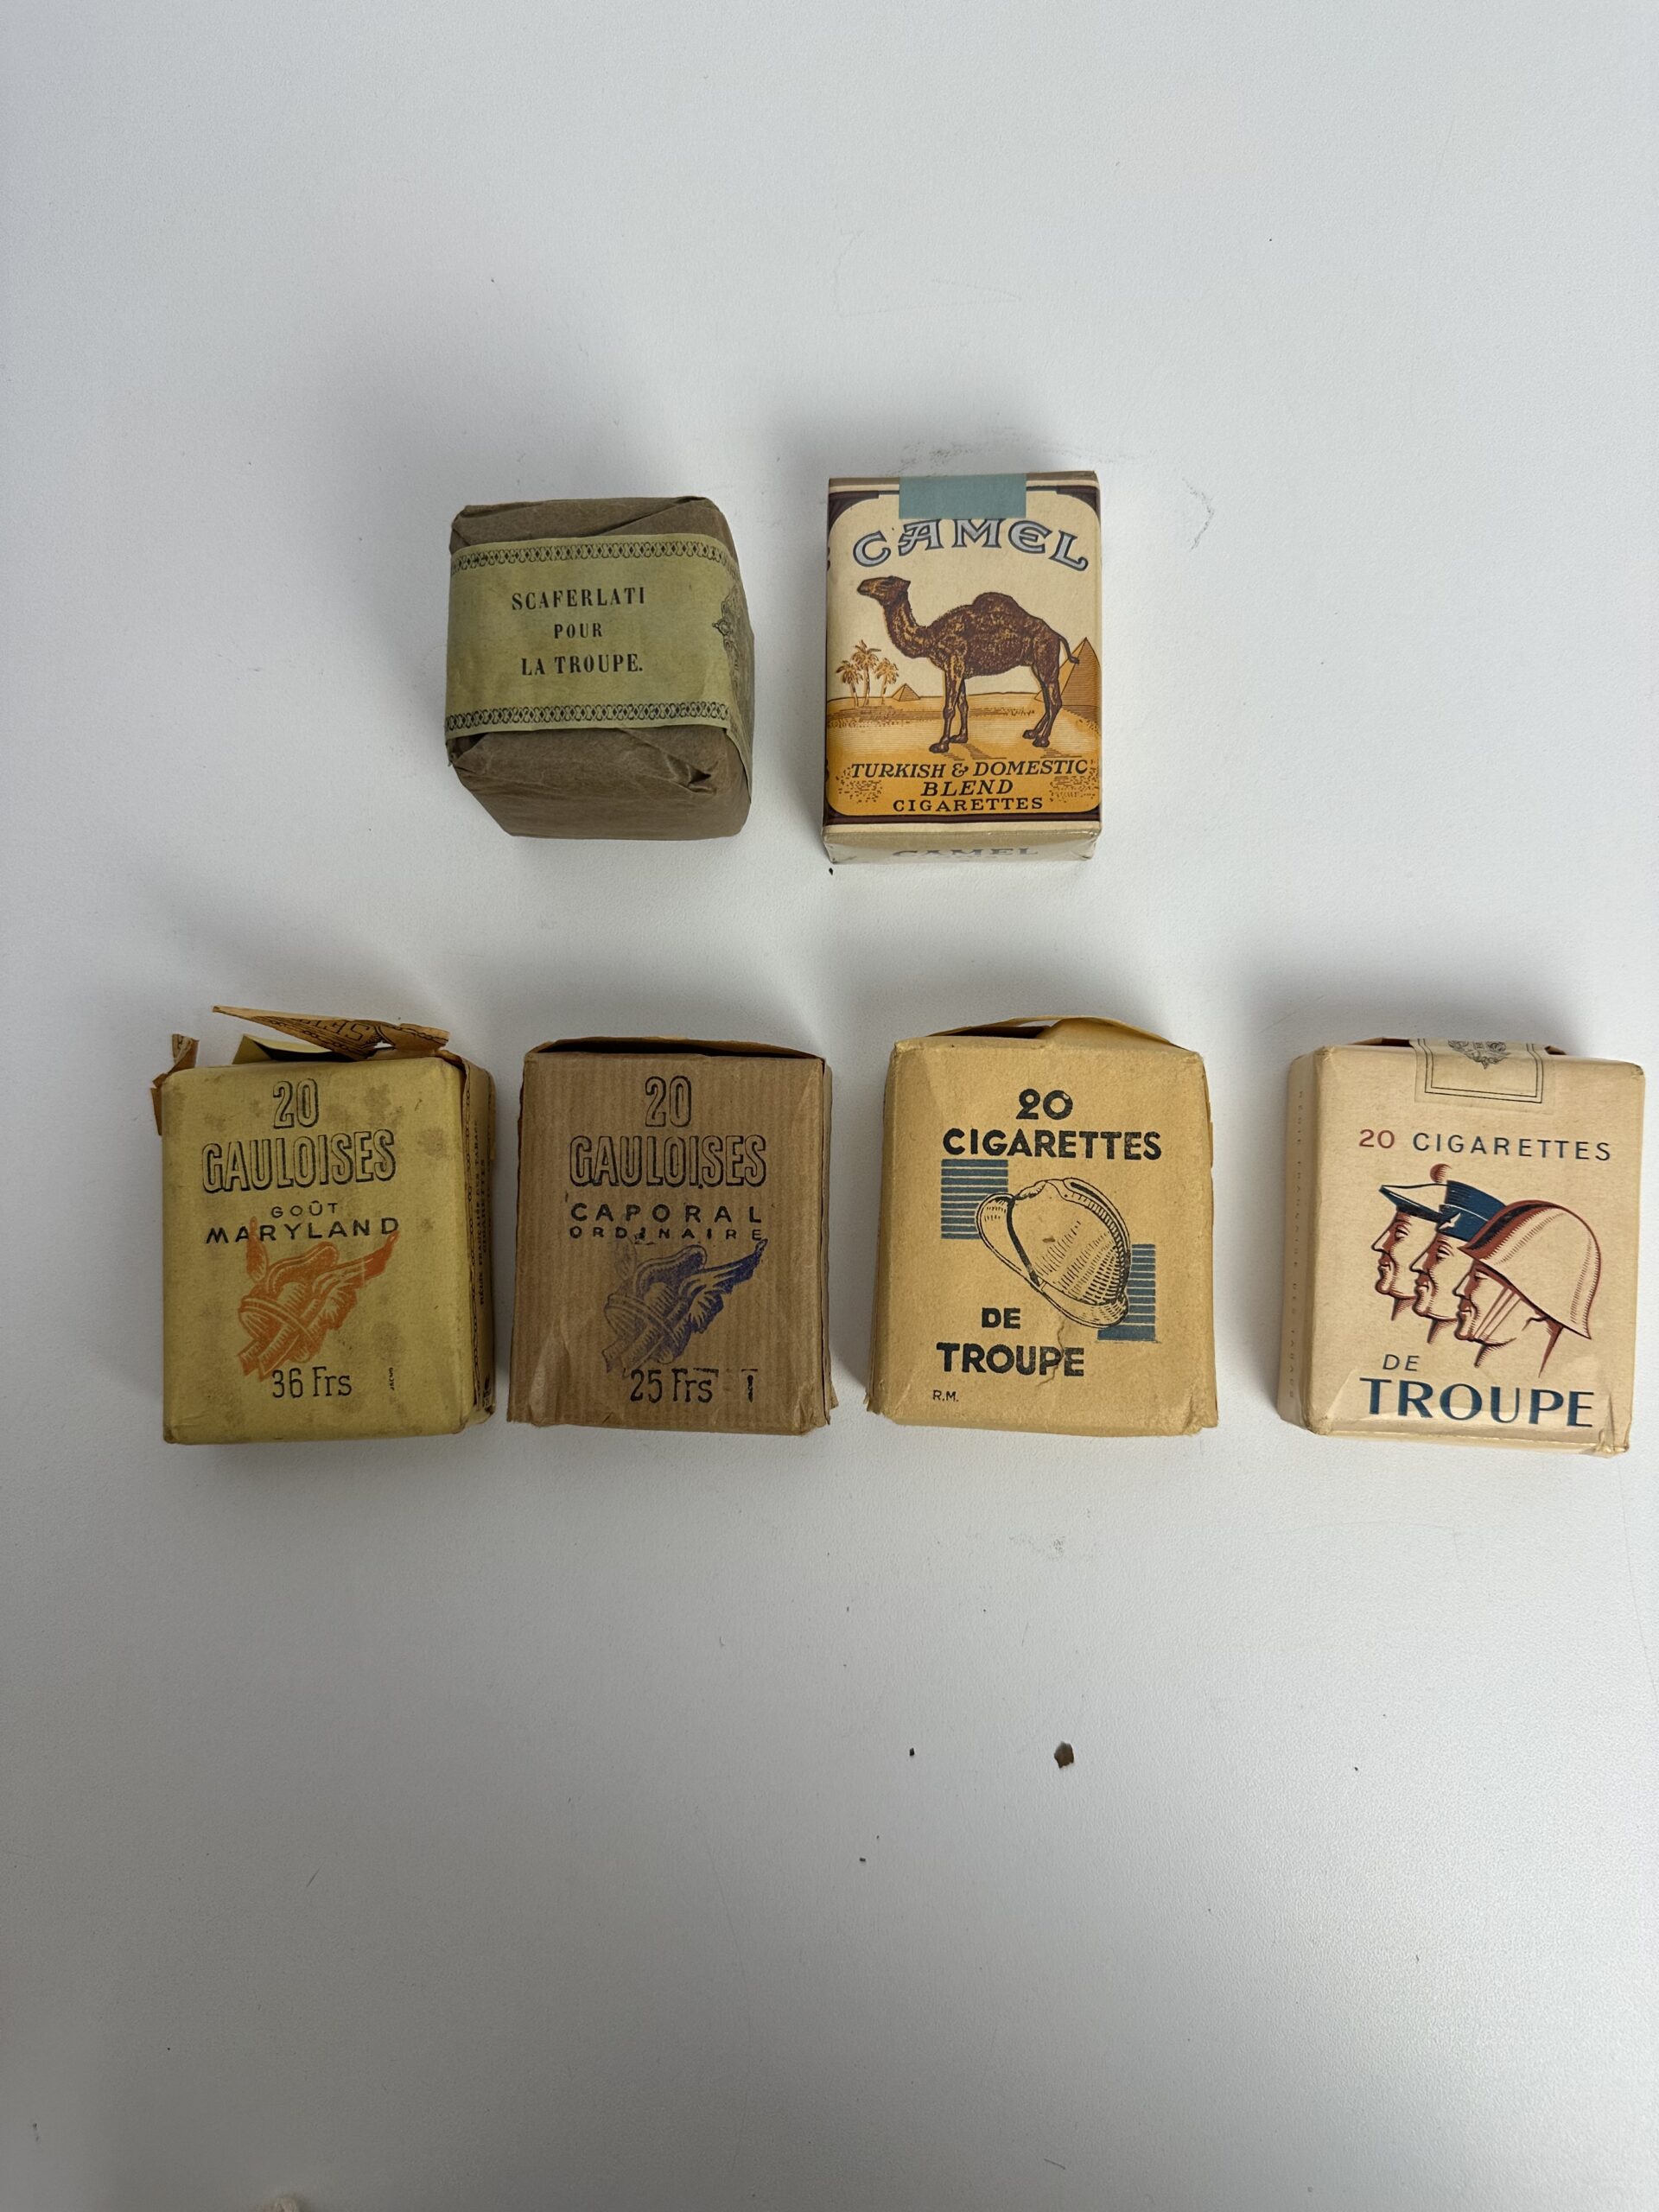 SCAFERLATI
POUR
LA TROUPE.
CAMEL
TURKISH & DOMESTIC
BLEND
CIGARETTES
CAMEL
20
GAULOISES
GOÛT
MARYLAND
36 Frs
20
GAULOISES
CAPORAL
ORDINAIRE
25 Frs
20
CIGARETTES
DE
TROUPE
R.M.
20 CIGARETTES
DE
TROUPE